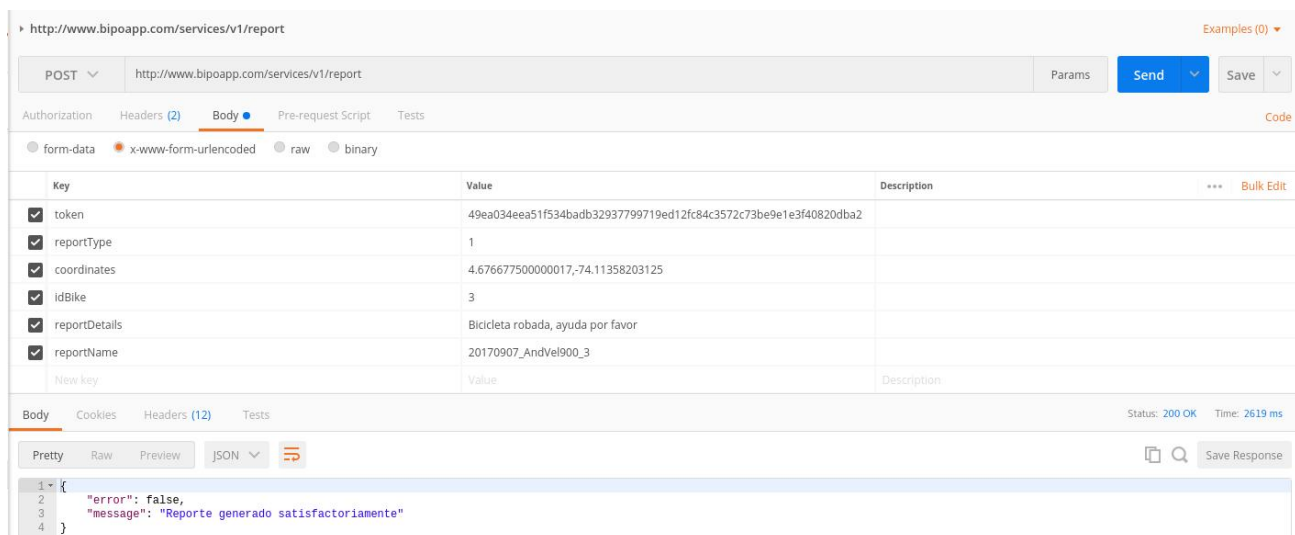 http://www.bipoapp.com/services/v1/report Examples (0)
POST http://www.bipoapp.com/services/v1/report Params Send Save
Authorization Headers (2) Body Pre-request Script Tests Code
form-data x-www-form-urlencoded raw binary
Key Value Description ••• Bulk Edit
token 49ea034eea51f534badb32937799719ed12fc84c3572c73be9e1e3f40820dba2
reportType 1
coordinates 4.676677500000017,-74.11358203125
idBike 3
reportDetails Bicicleta robada, ayuda por favor
reportName 20170907_AndVel900_3
New key Value Description
Body Cookies Headers (12) Tests Status: 200 OK Time: 2619 ms
Pretty Raw Preview JSON Save Response
1 {
2 "error": false,
3 "message": "Reporte generado satisfactoriamente"
4 }